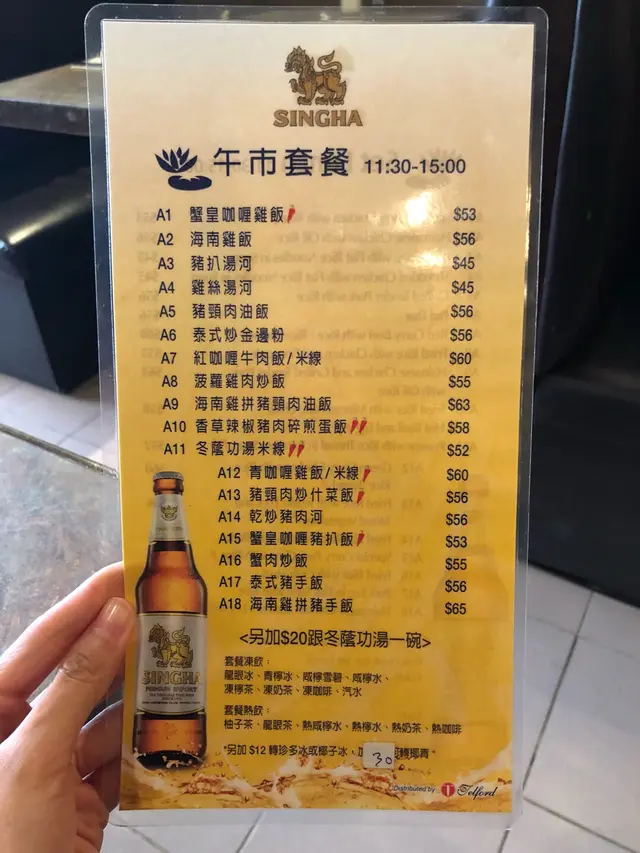 SINGHA
午市套餐 11:30-15:00
A1 蟹皇咖喱雞飯 $53
A2 海南雞飯 $56
A3 豬扒湯河 $45
A4 雞絲湯河 $45
A5 豬頸肉油飯 $56
A6 泰式炒金邊粉 $56
A7 紅咖喱牛肉飯/米線 $60
A8 菠蘿雞肉炒飯 $55
A9 海南雞拼豬頸肉油飯 $63
A10 香草辣椒豬肉碎煎蛋飯 $58
A11 冬蔭功湯米線 $52
A12 青咖喱雞飯/米線 $60
A13 豬頸肉炒什菜飯 $56
A14 乾炒豬肉河 $56
A15 蟹皇咖喱豬扒飯 $53
A16 蟹肉炒飯 $55
A17 泰式豬手飯 $56
A18 海南雞拼豬手飯 $65
<另加$20跟冬蔭功湯一碗>
套餐凍飲：
龍眼冰、青檸冰、咸檸雪碧、咸檸水、
凍檸茶、凍奶茶、凍咖啡、汽水
套餐熱飲：
柚子茶、龍眼茶、熱咸檸水、熱檸水、熱奶茶、熱咖啡
*另加 $12 轉珍多冰或椰子冰，加 30 可轉椰青*
SINGHA
PREMIUM IMPORT
Distributed by Telford